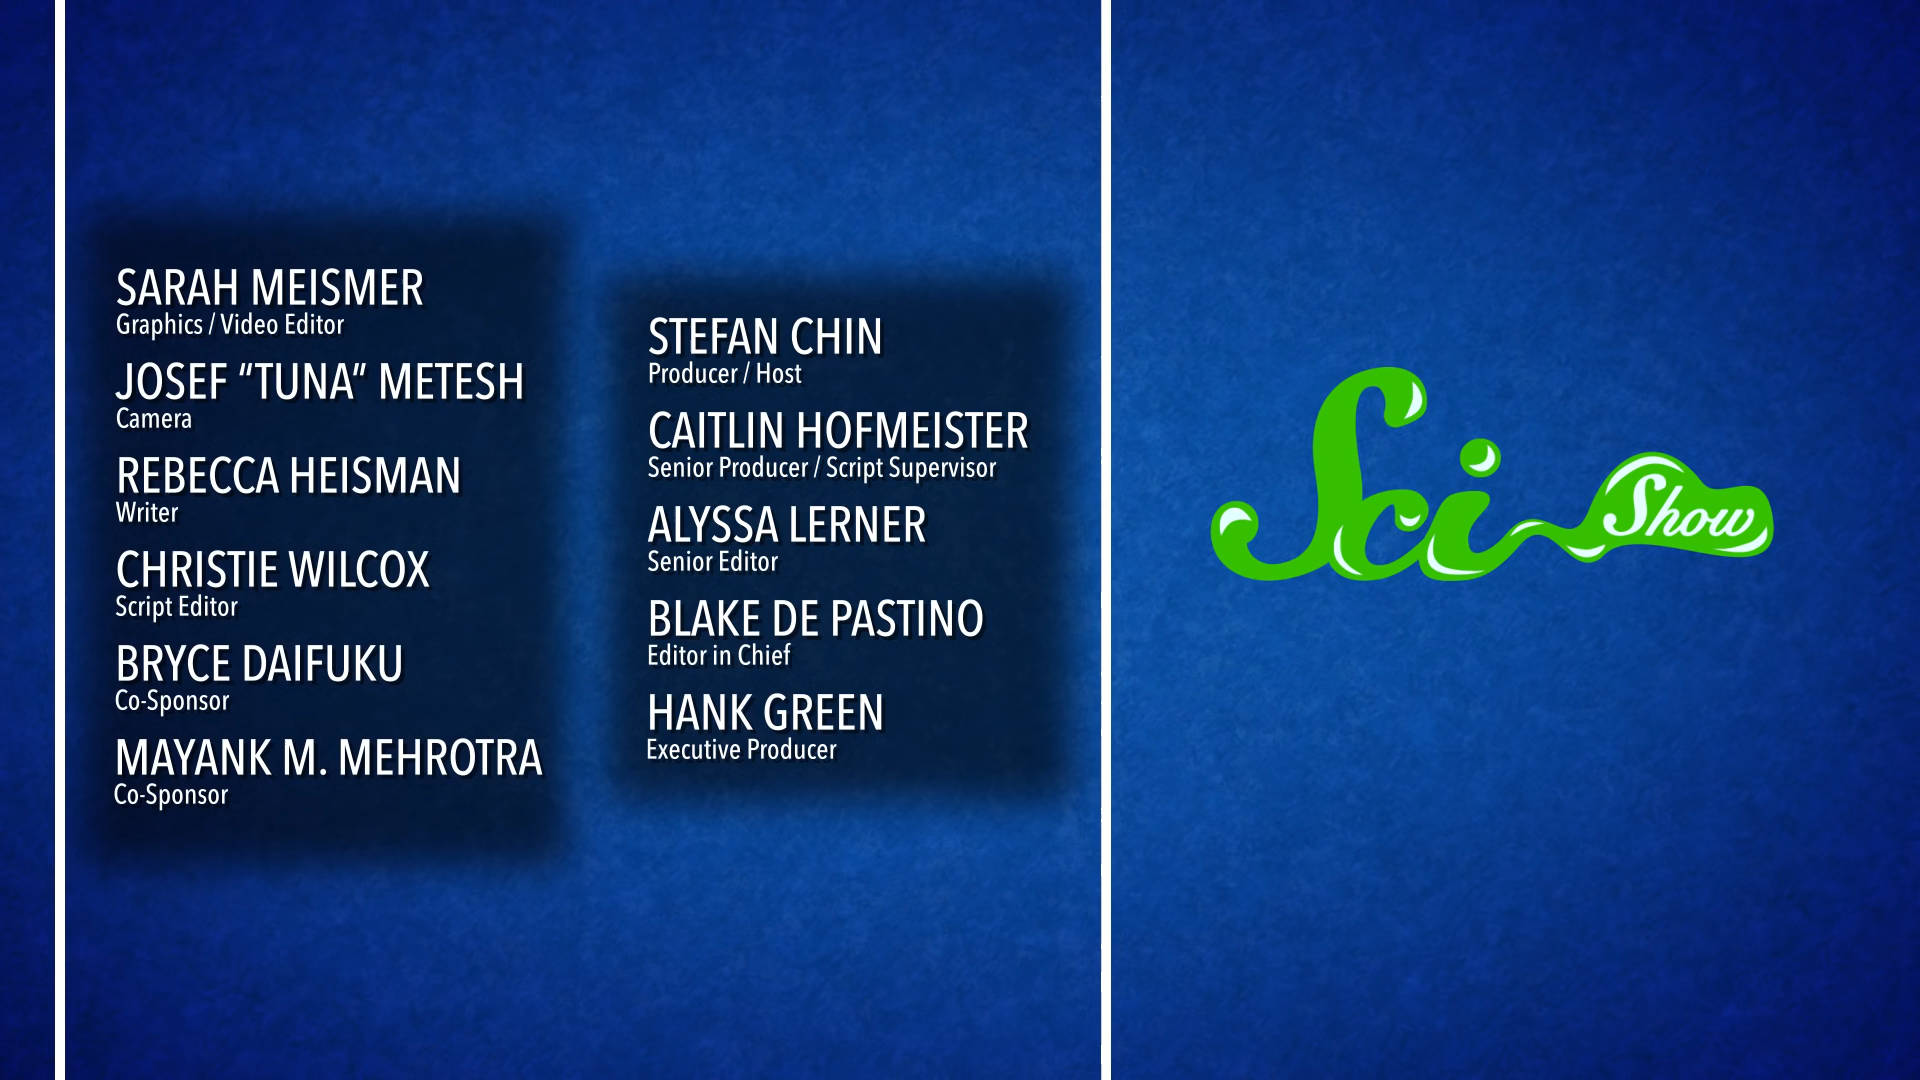 SARAH MEISMER
Graphics / Video Editor
JOSEF “TUNA” METESH
Camera
REBECCA HEISMAN
Writer
CHRISTIE WILCOX
Script Editor
BRYCE DAIFUKU
Co-Sponsor
MAYANK M. MEHROTRA
Co-Sponsor
STEFAN CHIN
Producer / Host
CAITLIN HOFMEISTER
Senior Producer / Script Supervisor
ALYSSA LERNER
Senior Editor
BLAKE DE PASTINO
Editor in Chief
HANK GREEN
Executive Producer
Sci Show